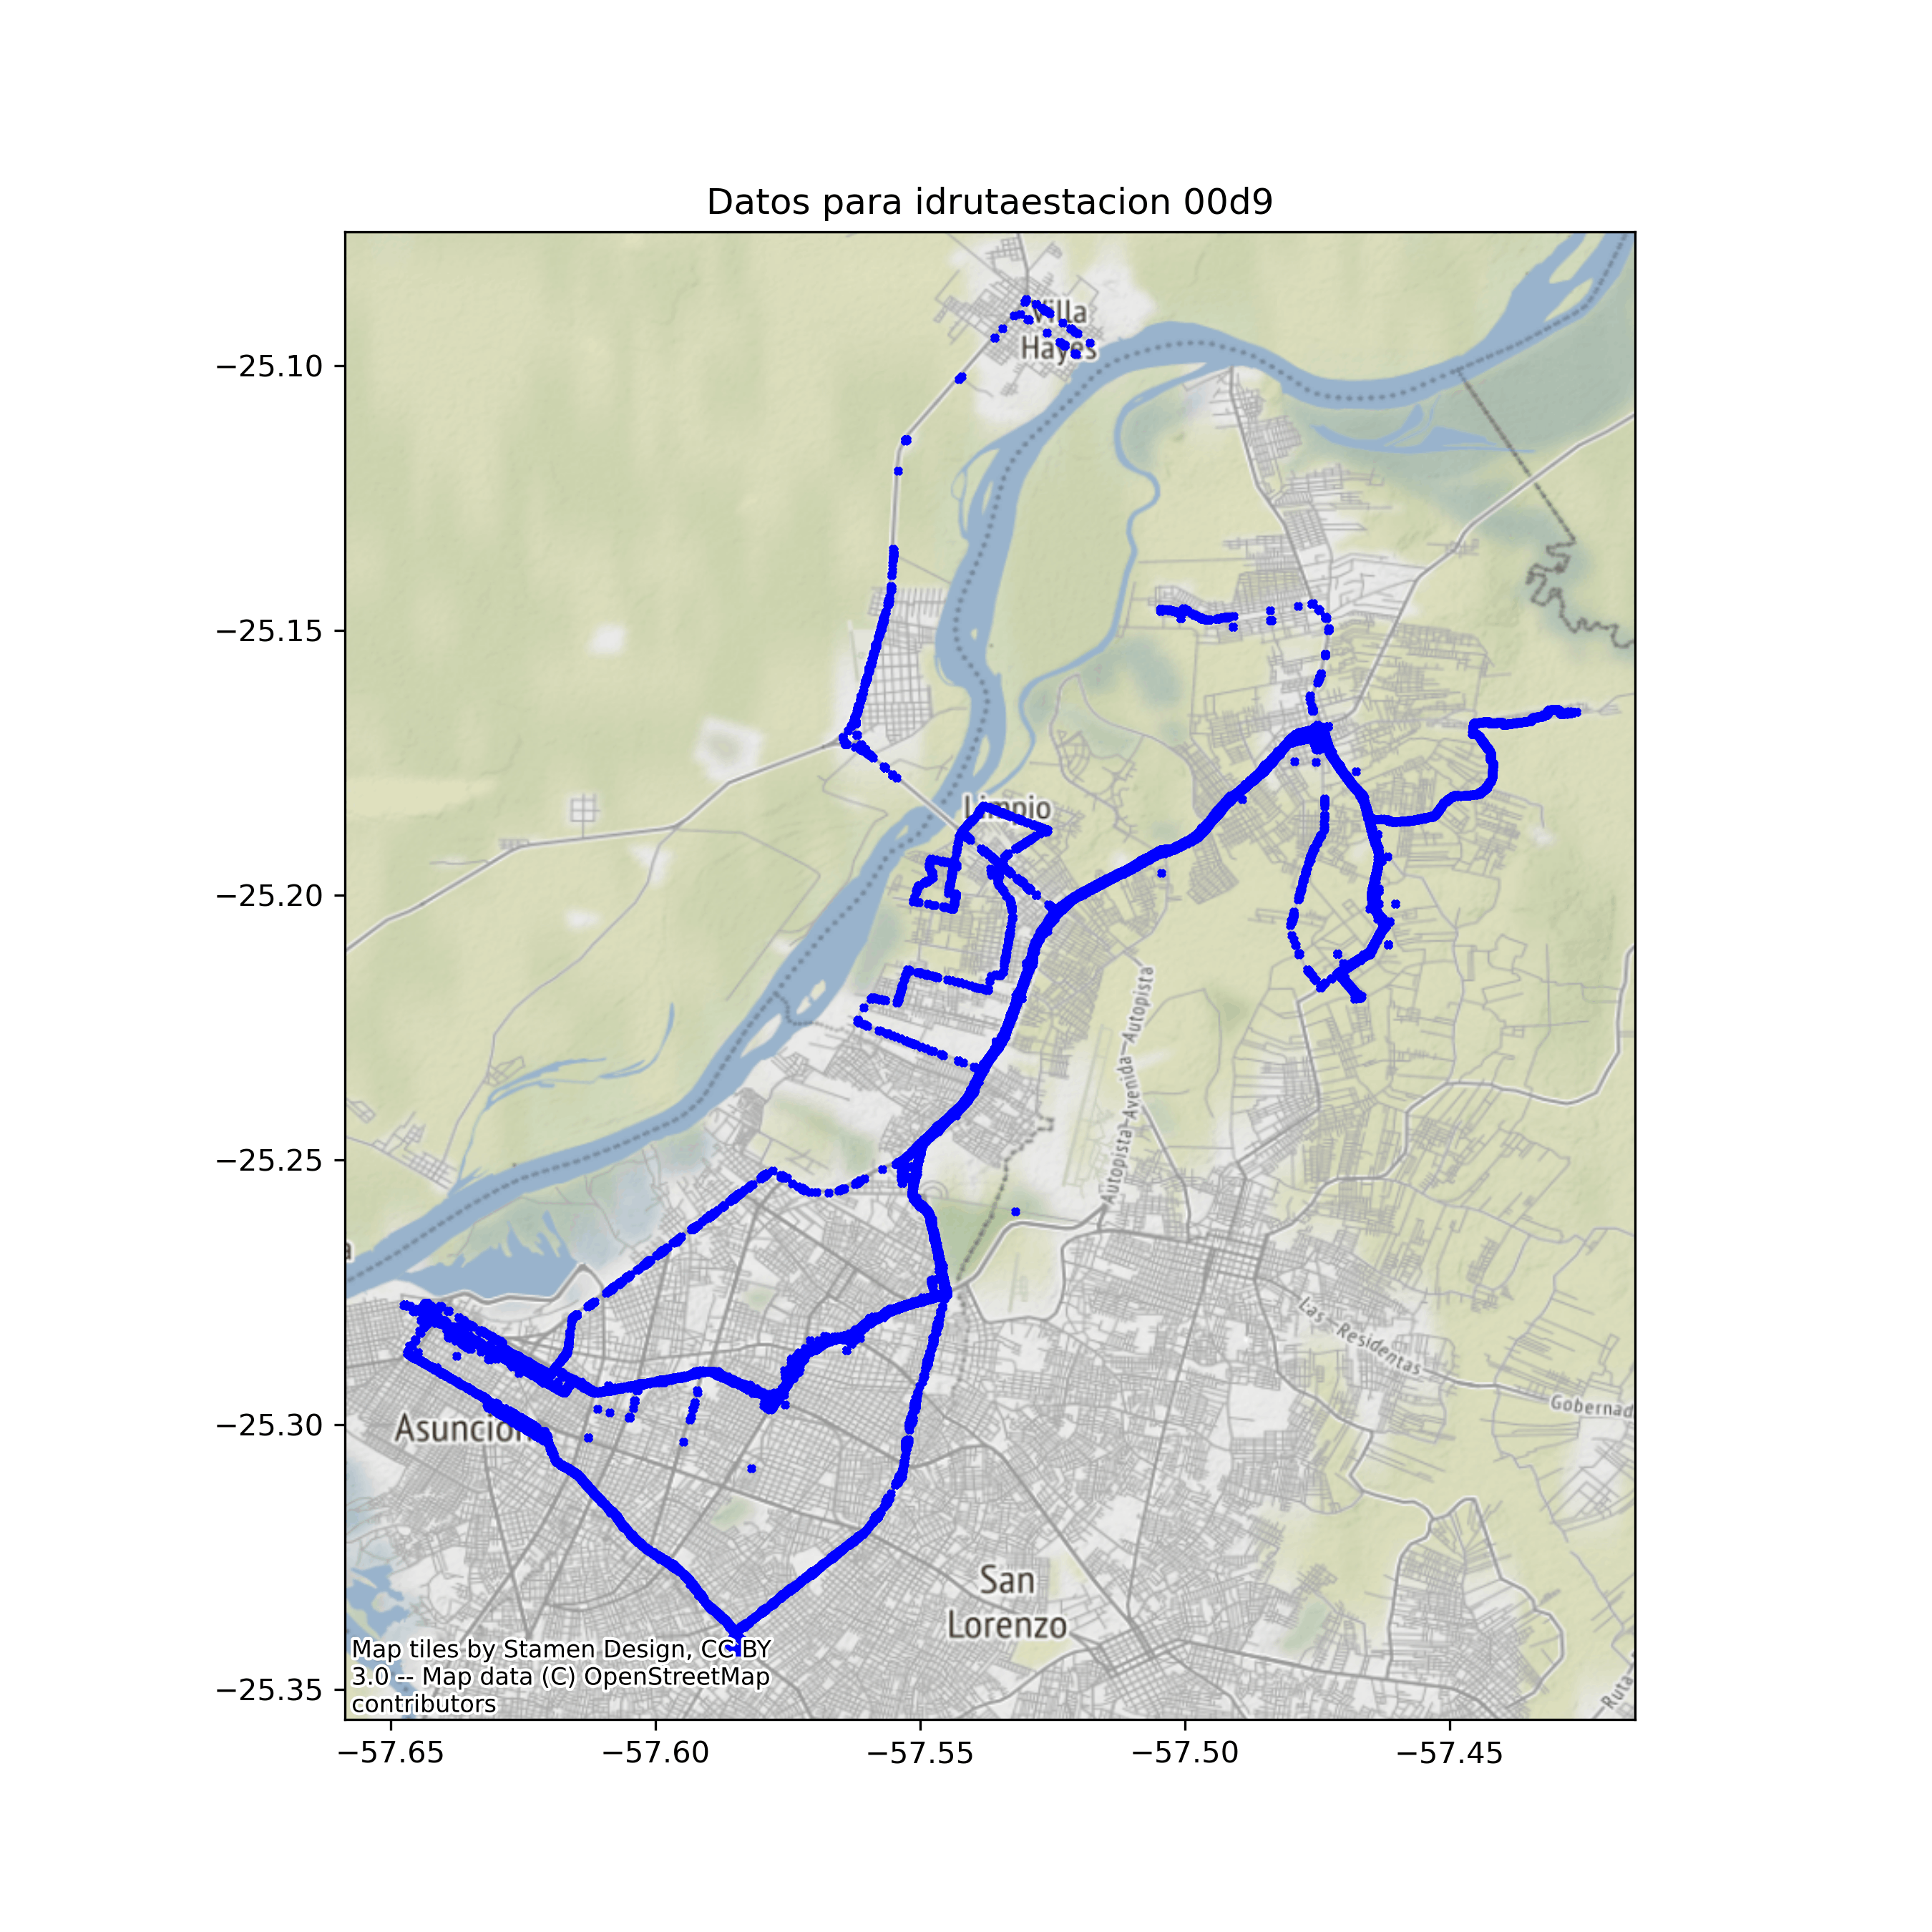 Datos para idrutaestacion 00d9
Villa
Hayes
−25.10
−25.15
Limpio
−25.20
Autopista-Avenida-Autopista
−25.25
a
Las-Residentas
−25.30
Asuncion
Gobernad
San
Lorenzo
Map tiles by Stamen Design, CC BY
3.0 -- Map data (C) OpenStreetMap
contributors
Ruta
−25.35
−57.65
−57.60
−57.55
−57.50
−57.45